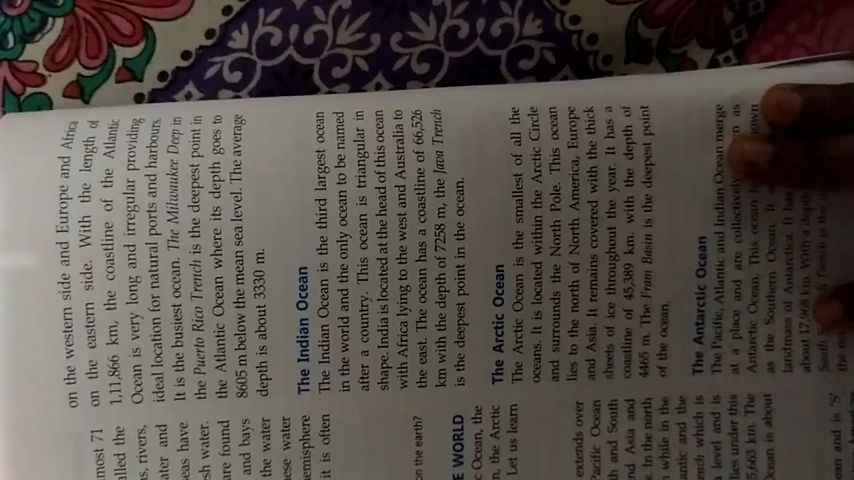 most 71
alled the
ns, rivers,
ater and
seas have
sh water.
are found
and bays
the water
ese water
emisphere
it is often
on the earth?
E WORLD
c Ocean, the
n, the Arctic
Let us learn
extends over
Pacific Ocean
h and South
nd Asia and
e. In the north
n while in the
antic and the
ench which is
a level and is
lies under this
5,663 km. The
Ocean is about
on the western side and Europe and Africa
on the eastern side. With the length of
1,11,866 km, the coastline of the Atlantic
Ocean is very long and irregular providing
ideal location for natural ports and harbours.
It is the busiest ocean. The Milwaukee Deep in
the Puerto Rico Trench is the deepest point in
the Atlantic Ocean where its depth goes to
8605 m below the mean sea level. The average
depth is about 3330 m.
The Indian Ocean
The Indian Ocean is the third largest ocean
in the world and the only ocean to be named
after a country. This ocean is triangular in
shape. India is located at the head of this ocean
with Africa lying to the west and Australia to
the east. The ocean has a coastline of 66,526
km with the depth of 7258 m, the Java Trench
is the deepest point in the ocean.
The Arctic Ocean
The Arctic Ocean is the smallest of all the
oceans. It is located within the Arctic Circle
and surrounds the North Pole. This ocean
lies to the north of North America, Europe
and Asia. It remains covered with the thick
sheets of ice throughout the year. It has a
coastline of 45,389 km. with the depth of
4465 m. The Fram Basin is the deepest point
of the ocean.
The Antarctic Ocean
The Pacific, Atlantic and Indian Ocean merge
at a place and are collectively as
Antarctic Ocean. This ocean
as the Southern Ocean. It
landmass of Antarctica. It has
about 17,968 km. With a depth
South Trench is the